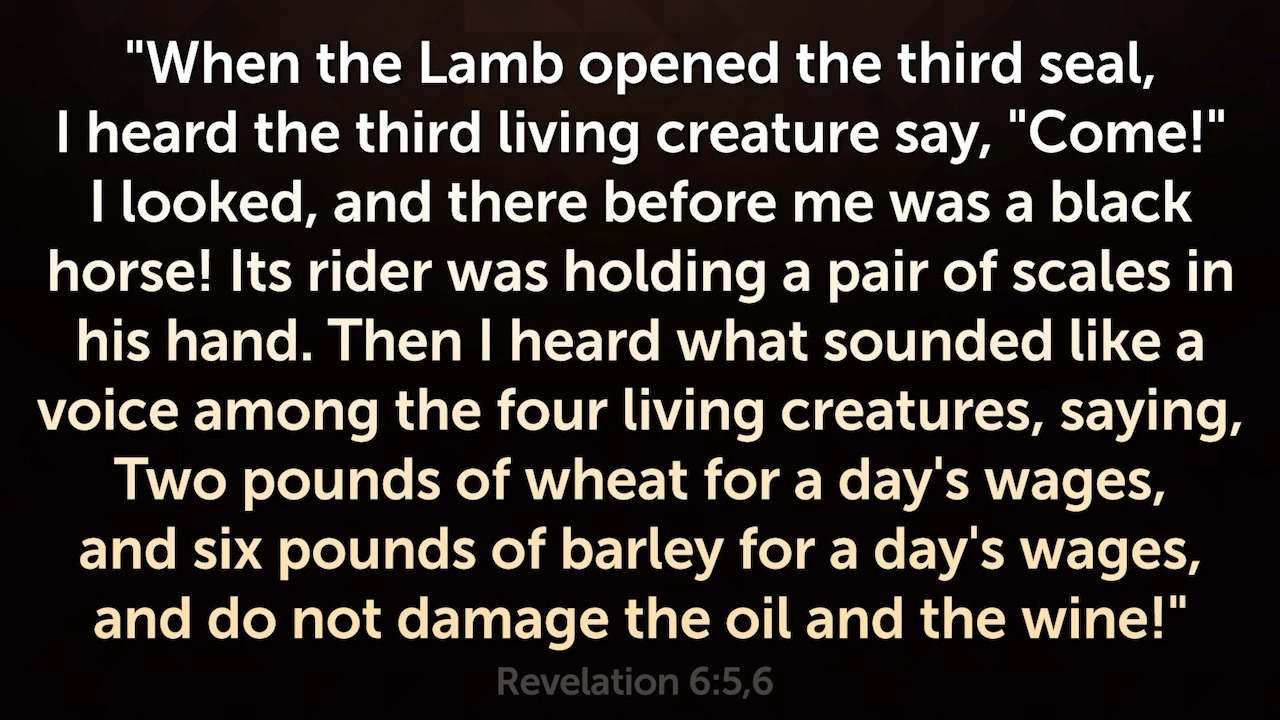 "When the Lamb opened the third seal,
I heard the third living creature say, "Come!"
I looked, and there before me was a black
horse! Its rider was holding a pair of scales in
his hand. Then I heard what sounded like a
voice among the four living creatures, saying,
Two pounds of wheat for a day's wages,
and six pounds of barley for a day's wages,
and do not damage the oil and the wine!"
Revelation 6:5,6